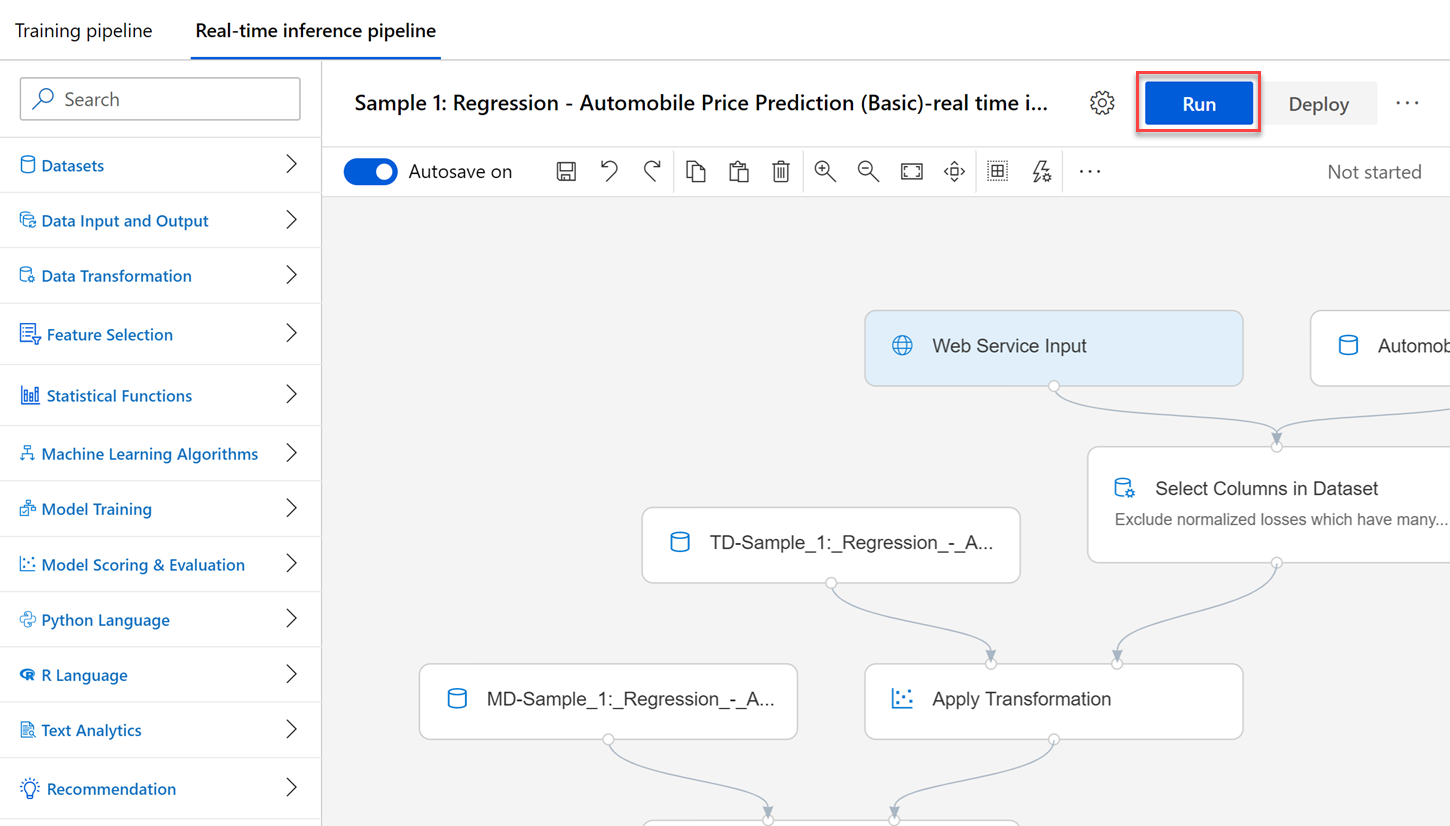 Training pipeline
Real-time inference pipeline
Search
Sample 1: Regression - Automobile Price Prediction (Basic)-real time i...
Run
Deploy
Autosave on
Not started
Datasets
Data Input and Output
Data Transformation
Feature Selection
Statistical Functions
Machine Learning Algorithms
Model Training
Model Scoring & Evaluation
Python Language
R Language
Text Analytics
Recommendation
Web Service Input
Automob
Select Columns in Dataset
Exclude normalized losses which have many...
TD-Sample_1:_Regression_-_A...
MD-Sample_1:_Regression_-_A...
Apply Transformation